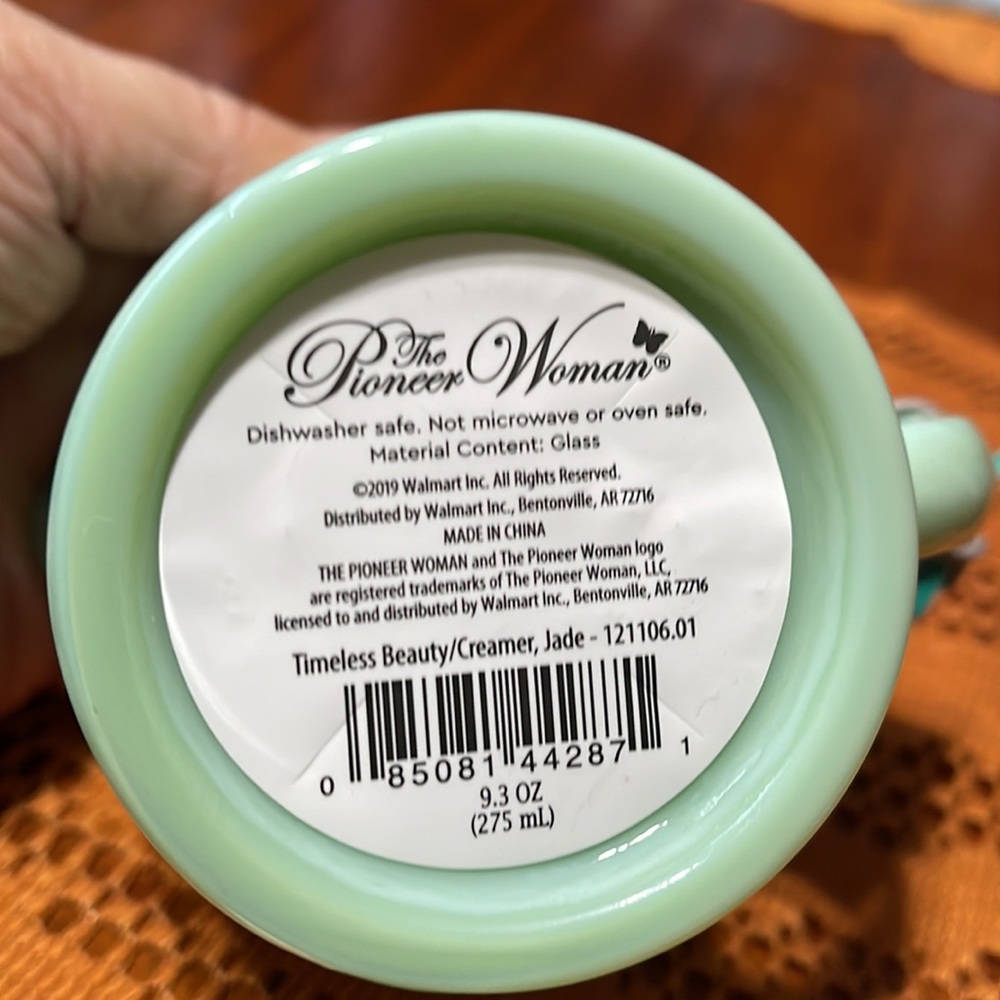 The Pioneer Woman®
Dishwasher safe. Not microwave or oven safe.
Material Content: Glass
©2019 Walmart Inc. All Rights Reserved.
Distributed by Walmart Inc., Bentonville, AR 72716
MADE IN CHINA
THE PIONEER WOMAN and The Pioneer Woman logo
are registered trademarks of The Pioneer Woman, LLC,
licensed to and distributed by Walmart Inc., Bentonville, AR 72716
Timeless Beauty/Creamer, Jade - 121106.01
0 85081 44287 1
9.3 OZ
(275 mL)